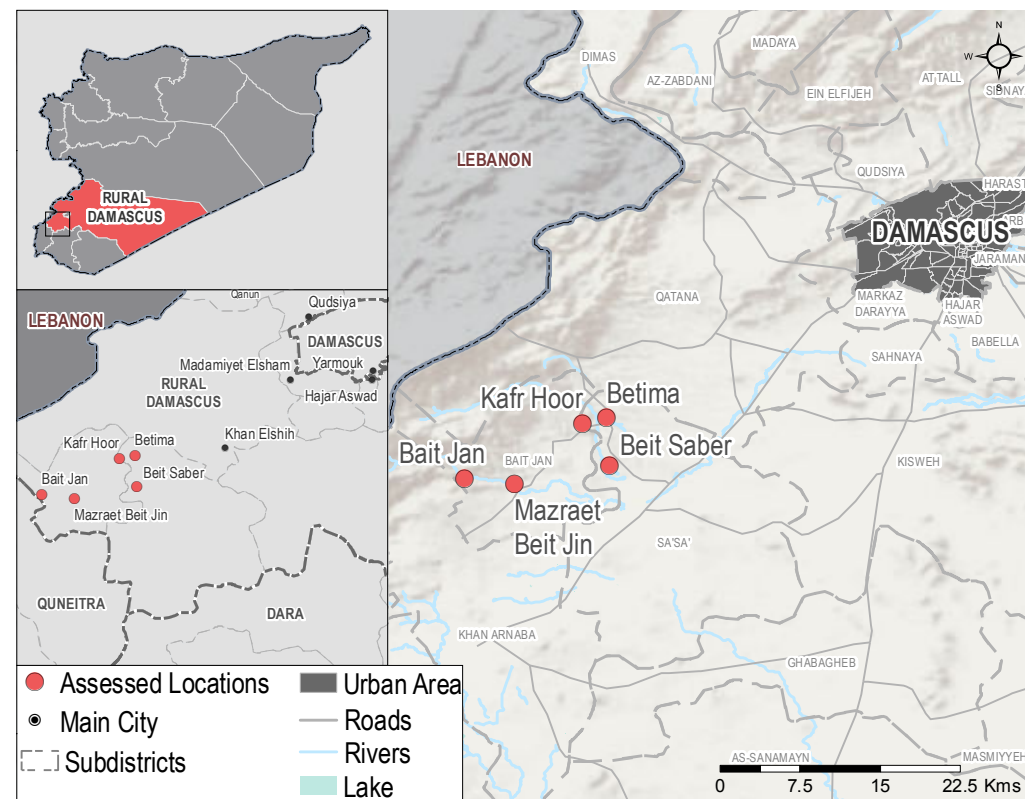 RURAL
DAMASCUS
LEBANON
Qanun
Qudsiya
DAMASCUS
Madamiyet Elsham
Yarmouk
RURAL
DAMASCUS
Hajar Aswad
Kafr Hoor
Betima
Khan Elshih
Bait Jan
Beit Saber
Mazraet Beit Jin
QUNEITRA
DARA
Assessed Locations
Main City
Subdistricts
Urban Area
Roads
Rivers
Lake
N
W
S
DIMAS
MADAYA
AZ-ZABDANI
AT TALL
EIN ELFIJEH
LEBANON
QUDSIYA
HARAST
DAMASCUS
JARAMAN
QATANA
MARKAZ
DARAYYA
HAJAR
ASWAD
BABELLA
SAHNAYA
Kafr Hoor
Betima
Beit Saber
Bait Jan
BAIT JAN
KISWEH
Mazraet
Beit Jin
SA'SA'
KHAN ARNABA
GHABAGHEB
AS-SANAMAYN
MASMIYYEH
0 7.5 15 22.5 Kms